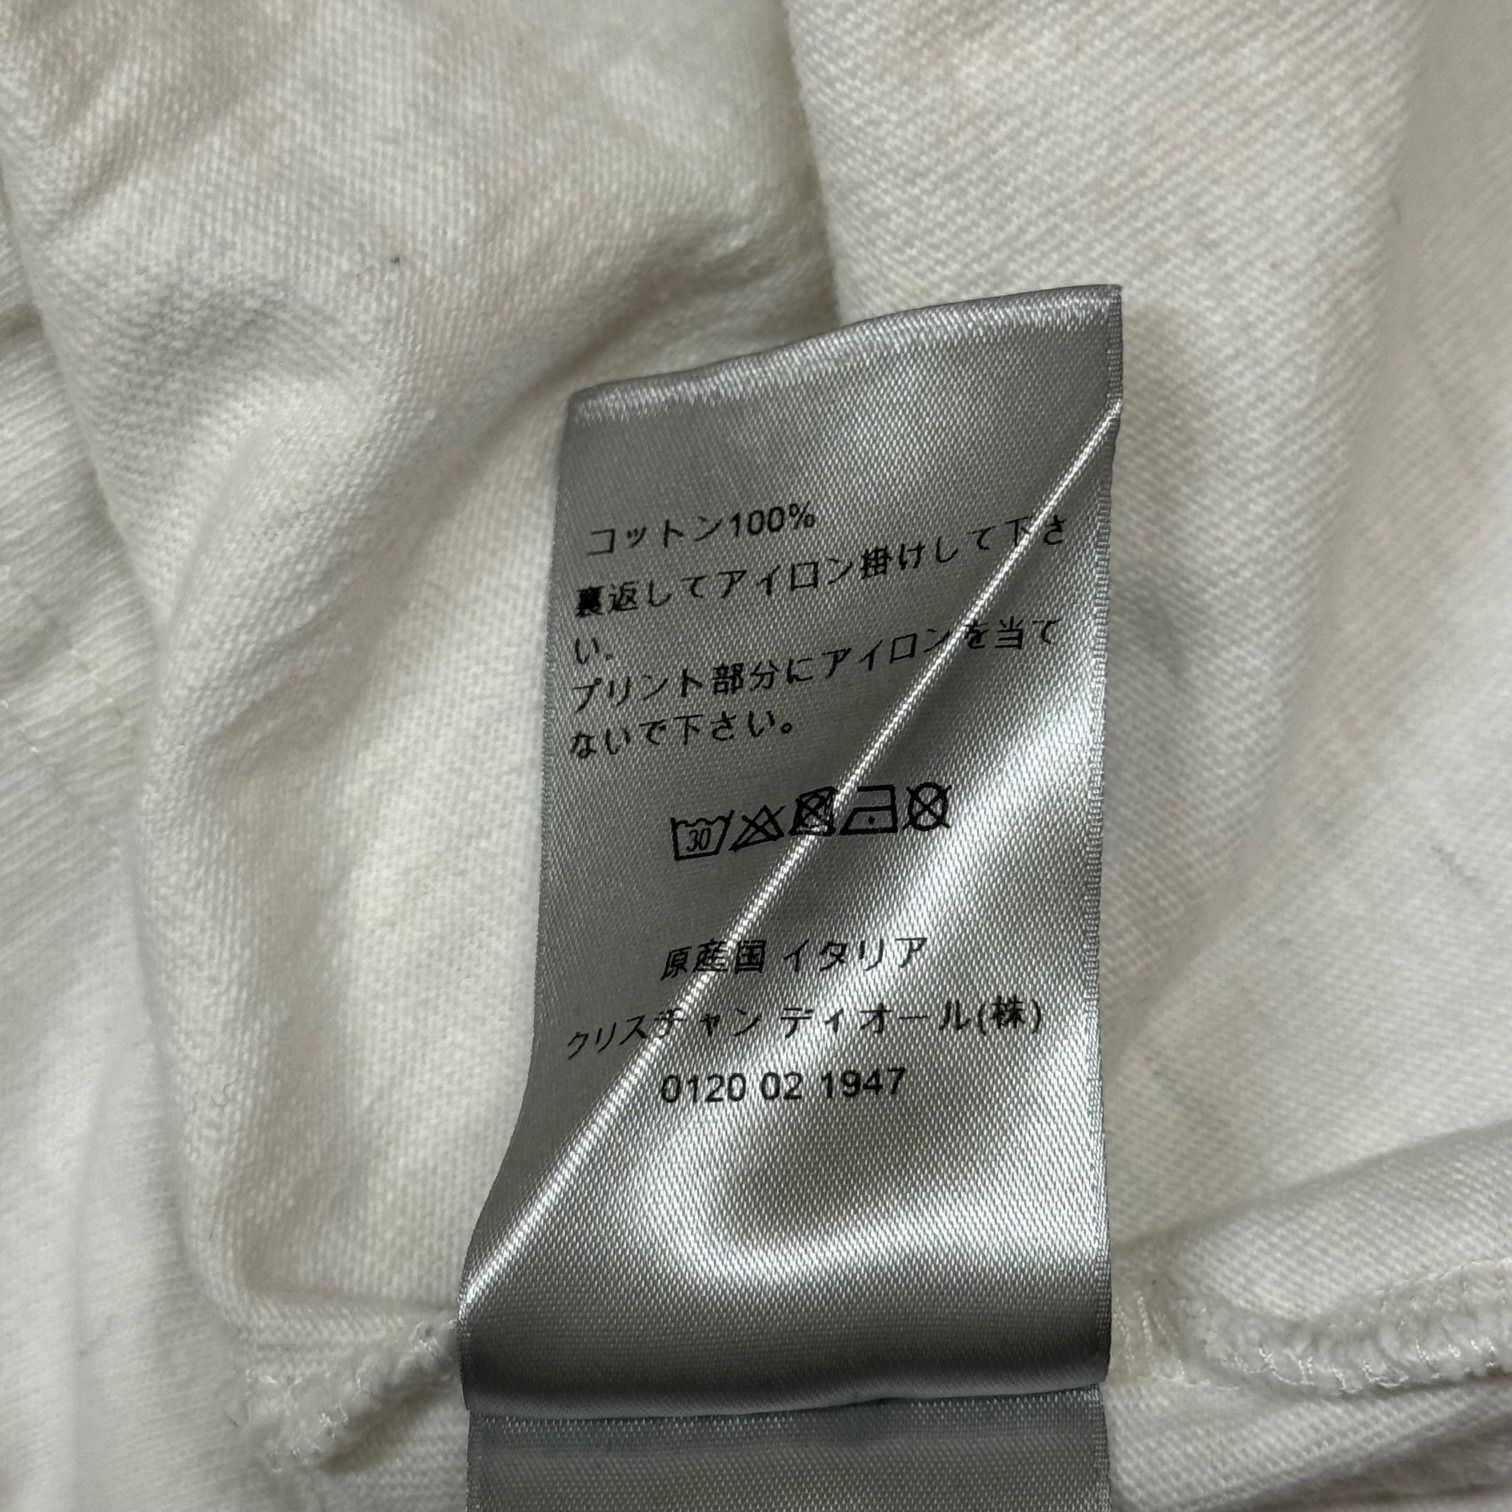 コットン100%
裏返してアイロン掛けして下さ
い.
プリント部分にアイロンを当て
ないで下さい。
30
原産国 イタリア
クリスチャン ディオール(株)
0120 02 1947